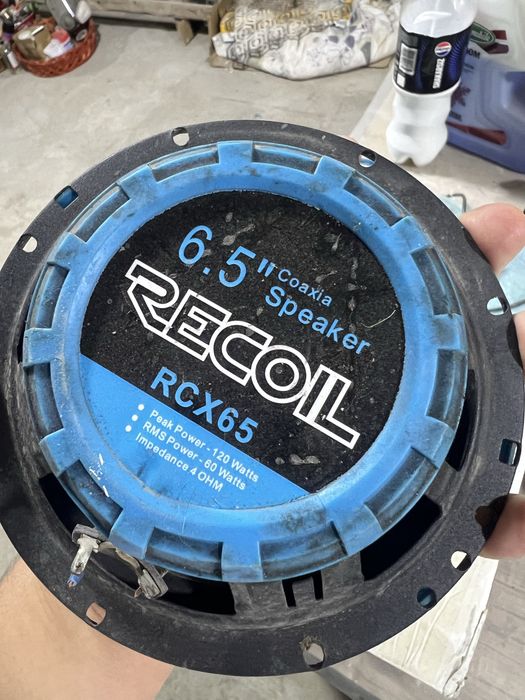 6.5" Coaxia
Speaker
RECOIL
RCX65
Peak Power - 120 Watts
RMS Power - 60 Watts
Impedance 4 OHM